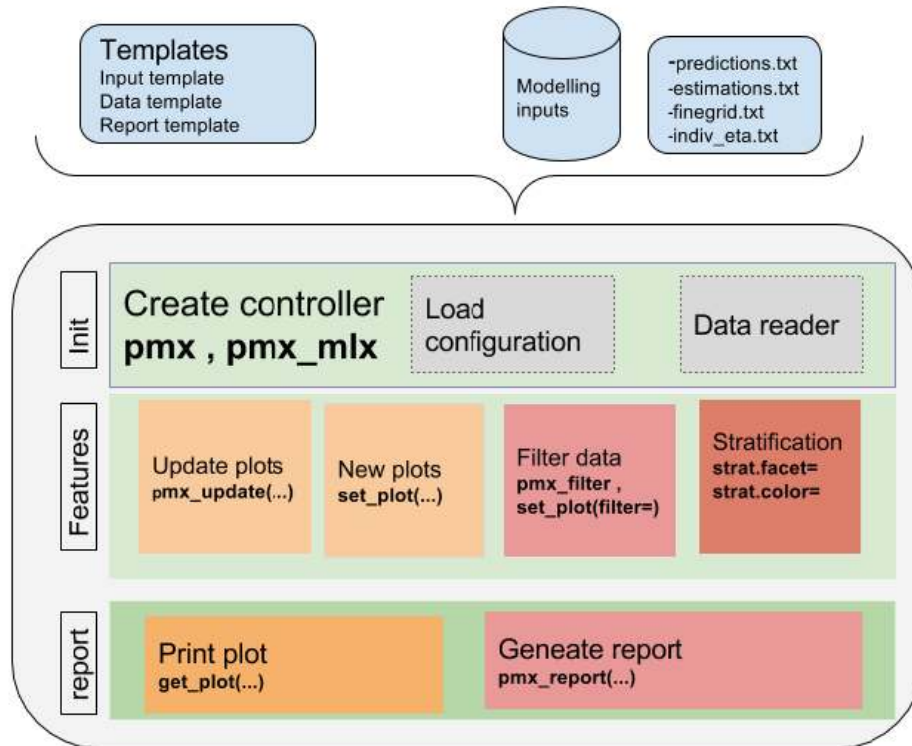 Templates
Input template
Data template
Report template
Modelling
inputs
-predictions.txt
-estimations.txt
-finegrid.txt
-indiv_eta.txt
Init
Create controller
pmx , pmx_mlx
Load
configuration
Data reader
Features
Update plots
pmx_update(...)
New plots
set_plot(...)
Filter data
pmx_filter ,
set_plot(filter=)
Stratification
strat.facet=
strat.color=
report
Print plot
get_plot(...)
Geneate report
pmx_report(...)